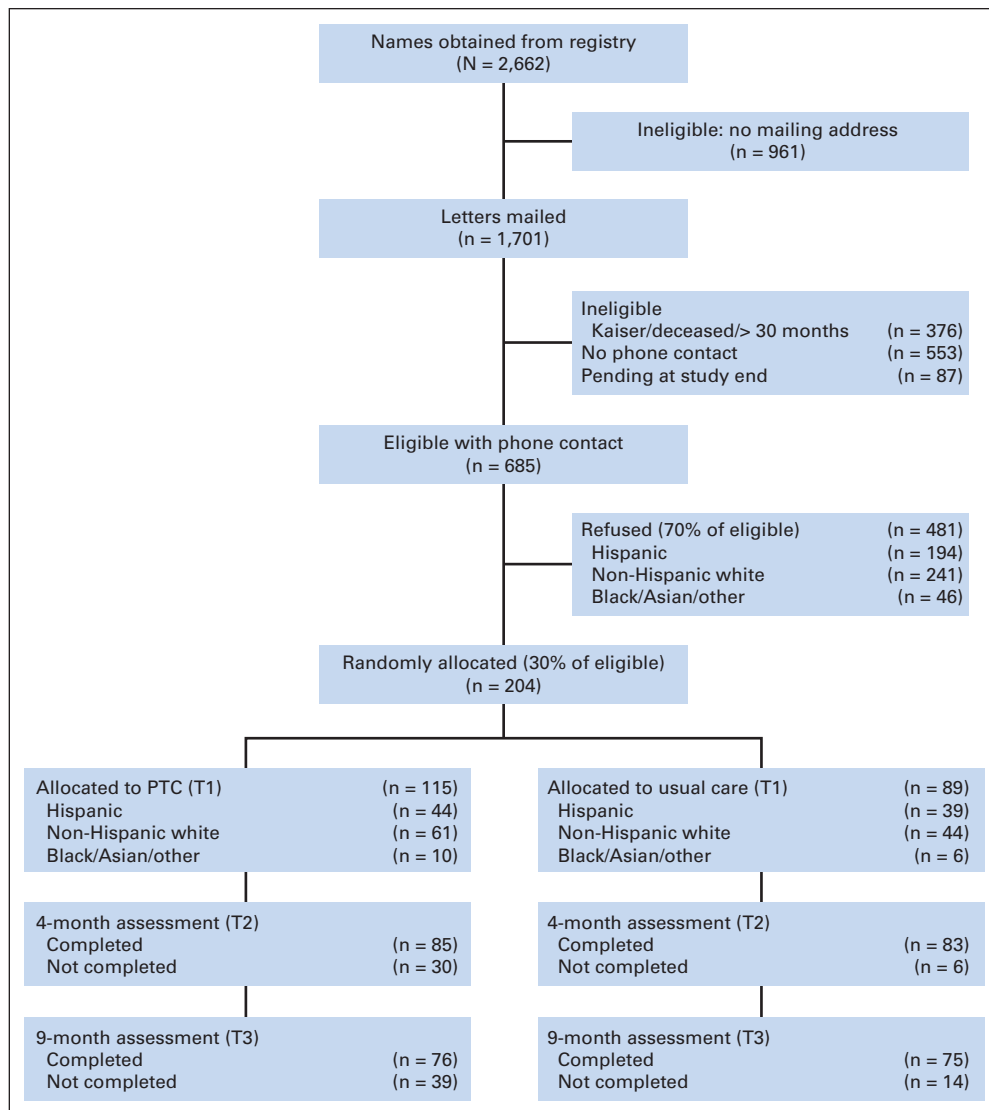 Names obtained from registry
(N = 2,662)
Ineligible: no mailing address
(n = 961)
Letters mailed
(n = 1,701)
Ineligible
Kaiser/deceased/> 30 months (n = 376)
No phone contact (n = 553)
Pending at study end (n = 87)
Eligible with phone contact
(n = 685)
Refused (70% of eligible) (n = 481)
Hispanic (n = 194)
Non-Hispanic white (n = 241)
Black/Asian/other (n = 46)
Randomly allocated (30% of eligible)
(n = 204)
Allocated to PTC (T1) (n = 115)
Hispanic (n = 44)
Non-Hispanic white (n = 61)
Black/Asian/other (n = 10)
Allocated to usual care (T1) (n = 89)
Hispanic (n = 39)
Non-Hispanic white (n = 44)
Black/Asian/other (n = 6)
4-month assessment (T2)
Completed (n = 85)
Not completed (n = 30)
4-month assessment (T2)
Completed (n = 83)
Not completed (n = 6)
9-month assessment (T3)
Completed (n = 76)
Not completed (n = 39)
9-month assessment (T3)
Completed (n = 75)
Not completed (n = 14)